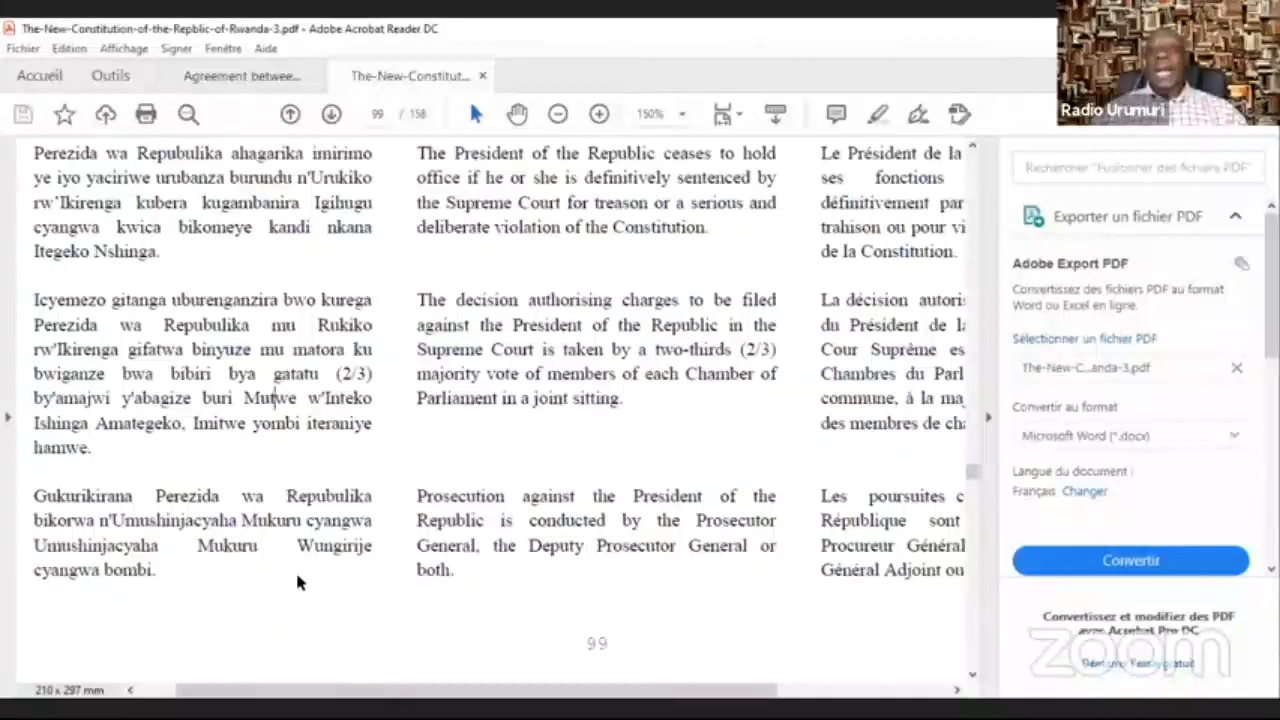 The-New-Constitution-of-the-Repblic-of-Rwanda-3.pdf - Adobe Acrobat Reader DC
Fichier Edition Affichage Signer Fenêtre Aide
Accueil Outils Agreement betwee... The-New-Constitut... ×
99 / 158 150%
Radio Urumuri
Perezida wa Repubulika ahagarika imirimo
ye iyo yaciriwe urubanza burundu n'Urukiko
rw'Ikirenga kubera kugambanira Igihugu
cyangwa kwica bikomeye kandi nkana
Itegeko Nshinga.
Icyemezo gitanga uburenganzira bwo kurega
Perezida wa Repubulika mu Rukiko
rw'Ikirenga gifatwa binyuze mu matora ku
bwiganze bwa bibiri bya gatatu (2/3)
by'amajwi y'abagize buri Mutwe w'Inteko
Ishinga Amategeko, Imitwe yombi iteraniye
hamwe.
Gukurikirana Perezida wa Repubulika
bikorwa n'Umushinjacyaha Mukuru cyangwa
Umushinjacyaha Mukuru Wungirije
cyangwa bombi.
The President of the Republic ceases to hold
office if he or she is definitively sentenced by
the Supreme Court for treason or a serious and
deliberate violation of the Constitution.
The decision authorising charges to be filed
against the President of the Republic in the
Supreme Court is taken by a two-thirds (2/3)
majority vote of members of each Chamber of
Parliament in a joint sitting.
Prosecution against the President of the
Republic is conducted by the Prosecutor
General, the Deputy Prosecutor General or
both.
Le Président de la
ses fonctions
définitivement par
trahison ou pour vi
de la Constitution.
La décision autoris
du Président de la
Cour Suprême es
Chambres du Parl
commune, à la maj
des membres de cha
Les poursuites c
République sont
Procureur Général
Général Adjoint ou
99
210 x 297 mm
Rechercher "Fusionner des fichiers PDF"
Exporter un fichier PDF
Adobe Export PDF
Convertissez des fichiers PDF au format
Word ou Excel en ligne.
Sélectionner un fichier PDF
The-New-C...anda-3.pdf ×
Convertir au format
Microsoft Word (*.docx)
Langue du document :
Français Changer
Convertir
Convertissez et modifiez des PDF
avec Acrobat Pro DC
zoom